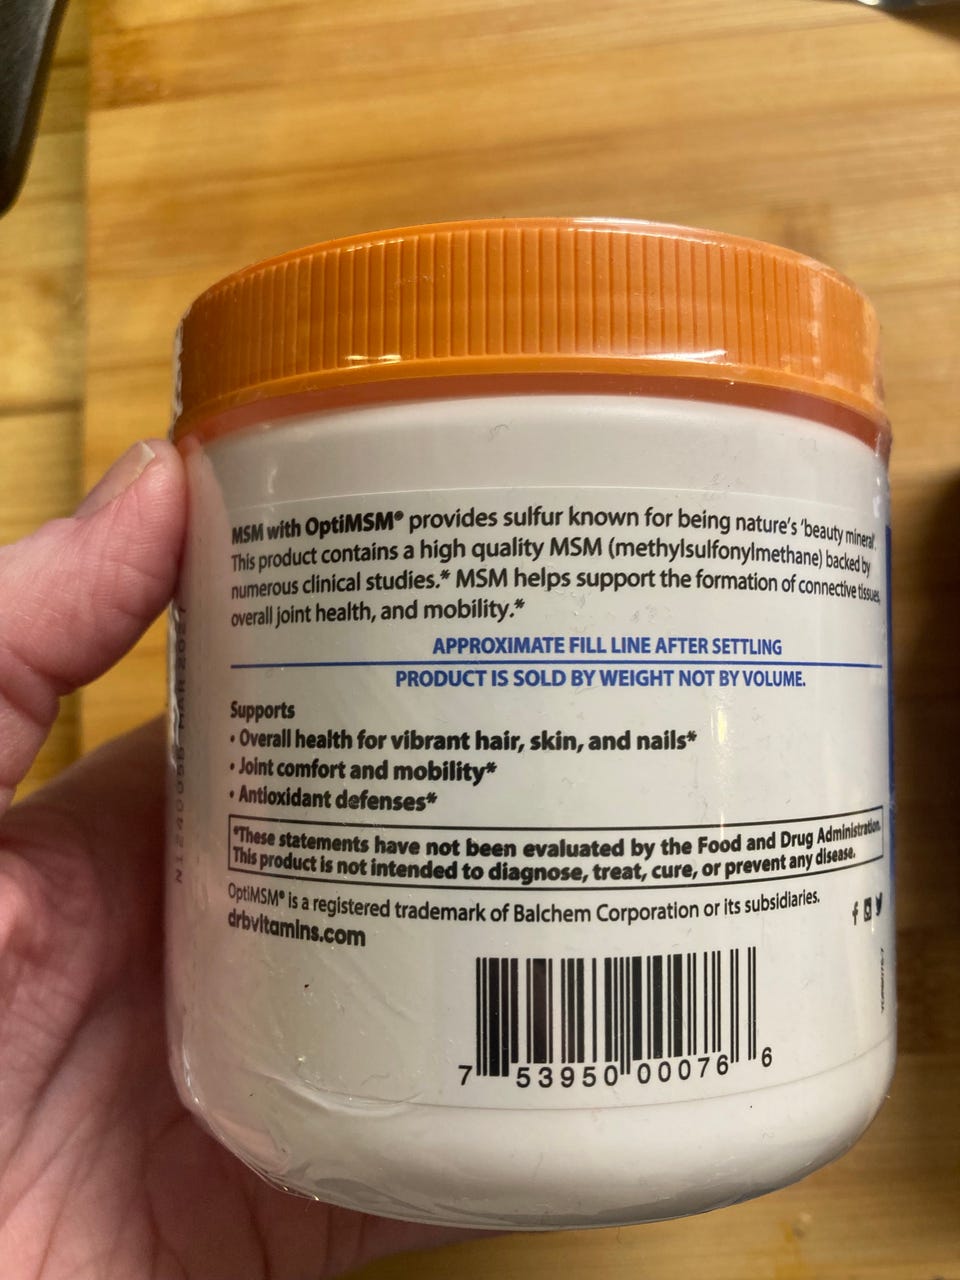 MSM with OptiMSM® provides sulfur known for being nature's 'beauty mineral'.
This product contains a high quality MSM (methylsulfonylmethane) backed by
numerous clinical studies.* MSM helps support the formation of connective tissues,
overall joint health, and mobility.*
APPROXIMATE FILL LINE AFTER SETTLING
PRODUCT IS SOLD BY WEIGHT NOT BY VOLUME.
Supports
• Overall health for vibrant hair, skin, and nails*
• Joint comfort and mobility*
• Antioxidant defenses*
*These statements have not been evaluated by the Food and Drug Administration.
This product is not intended to diagnose, treat, cure, or prevent any disease.
OptiMSM® is a registered trademark of Balchem Corporation or its subsidiaries.
drbvitamins.com
7 53950 00076 6